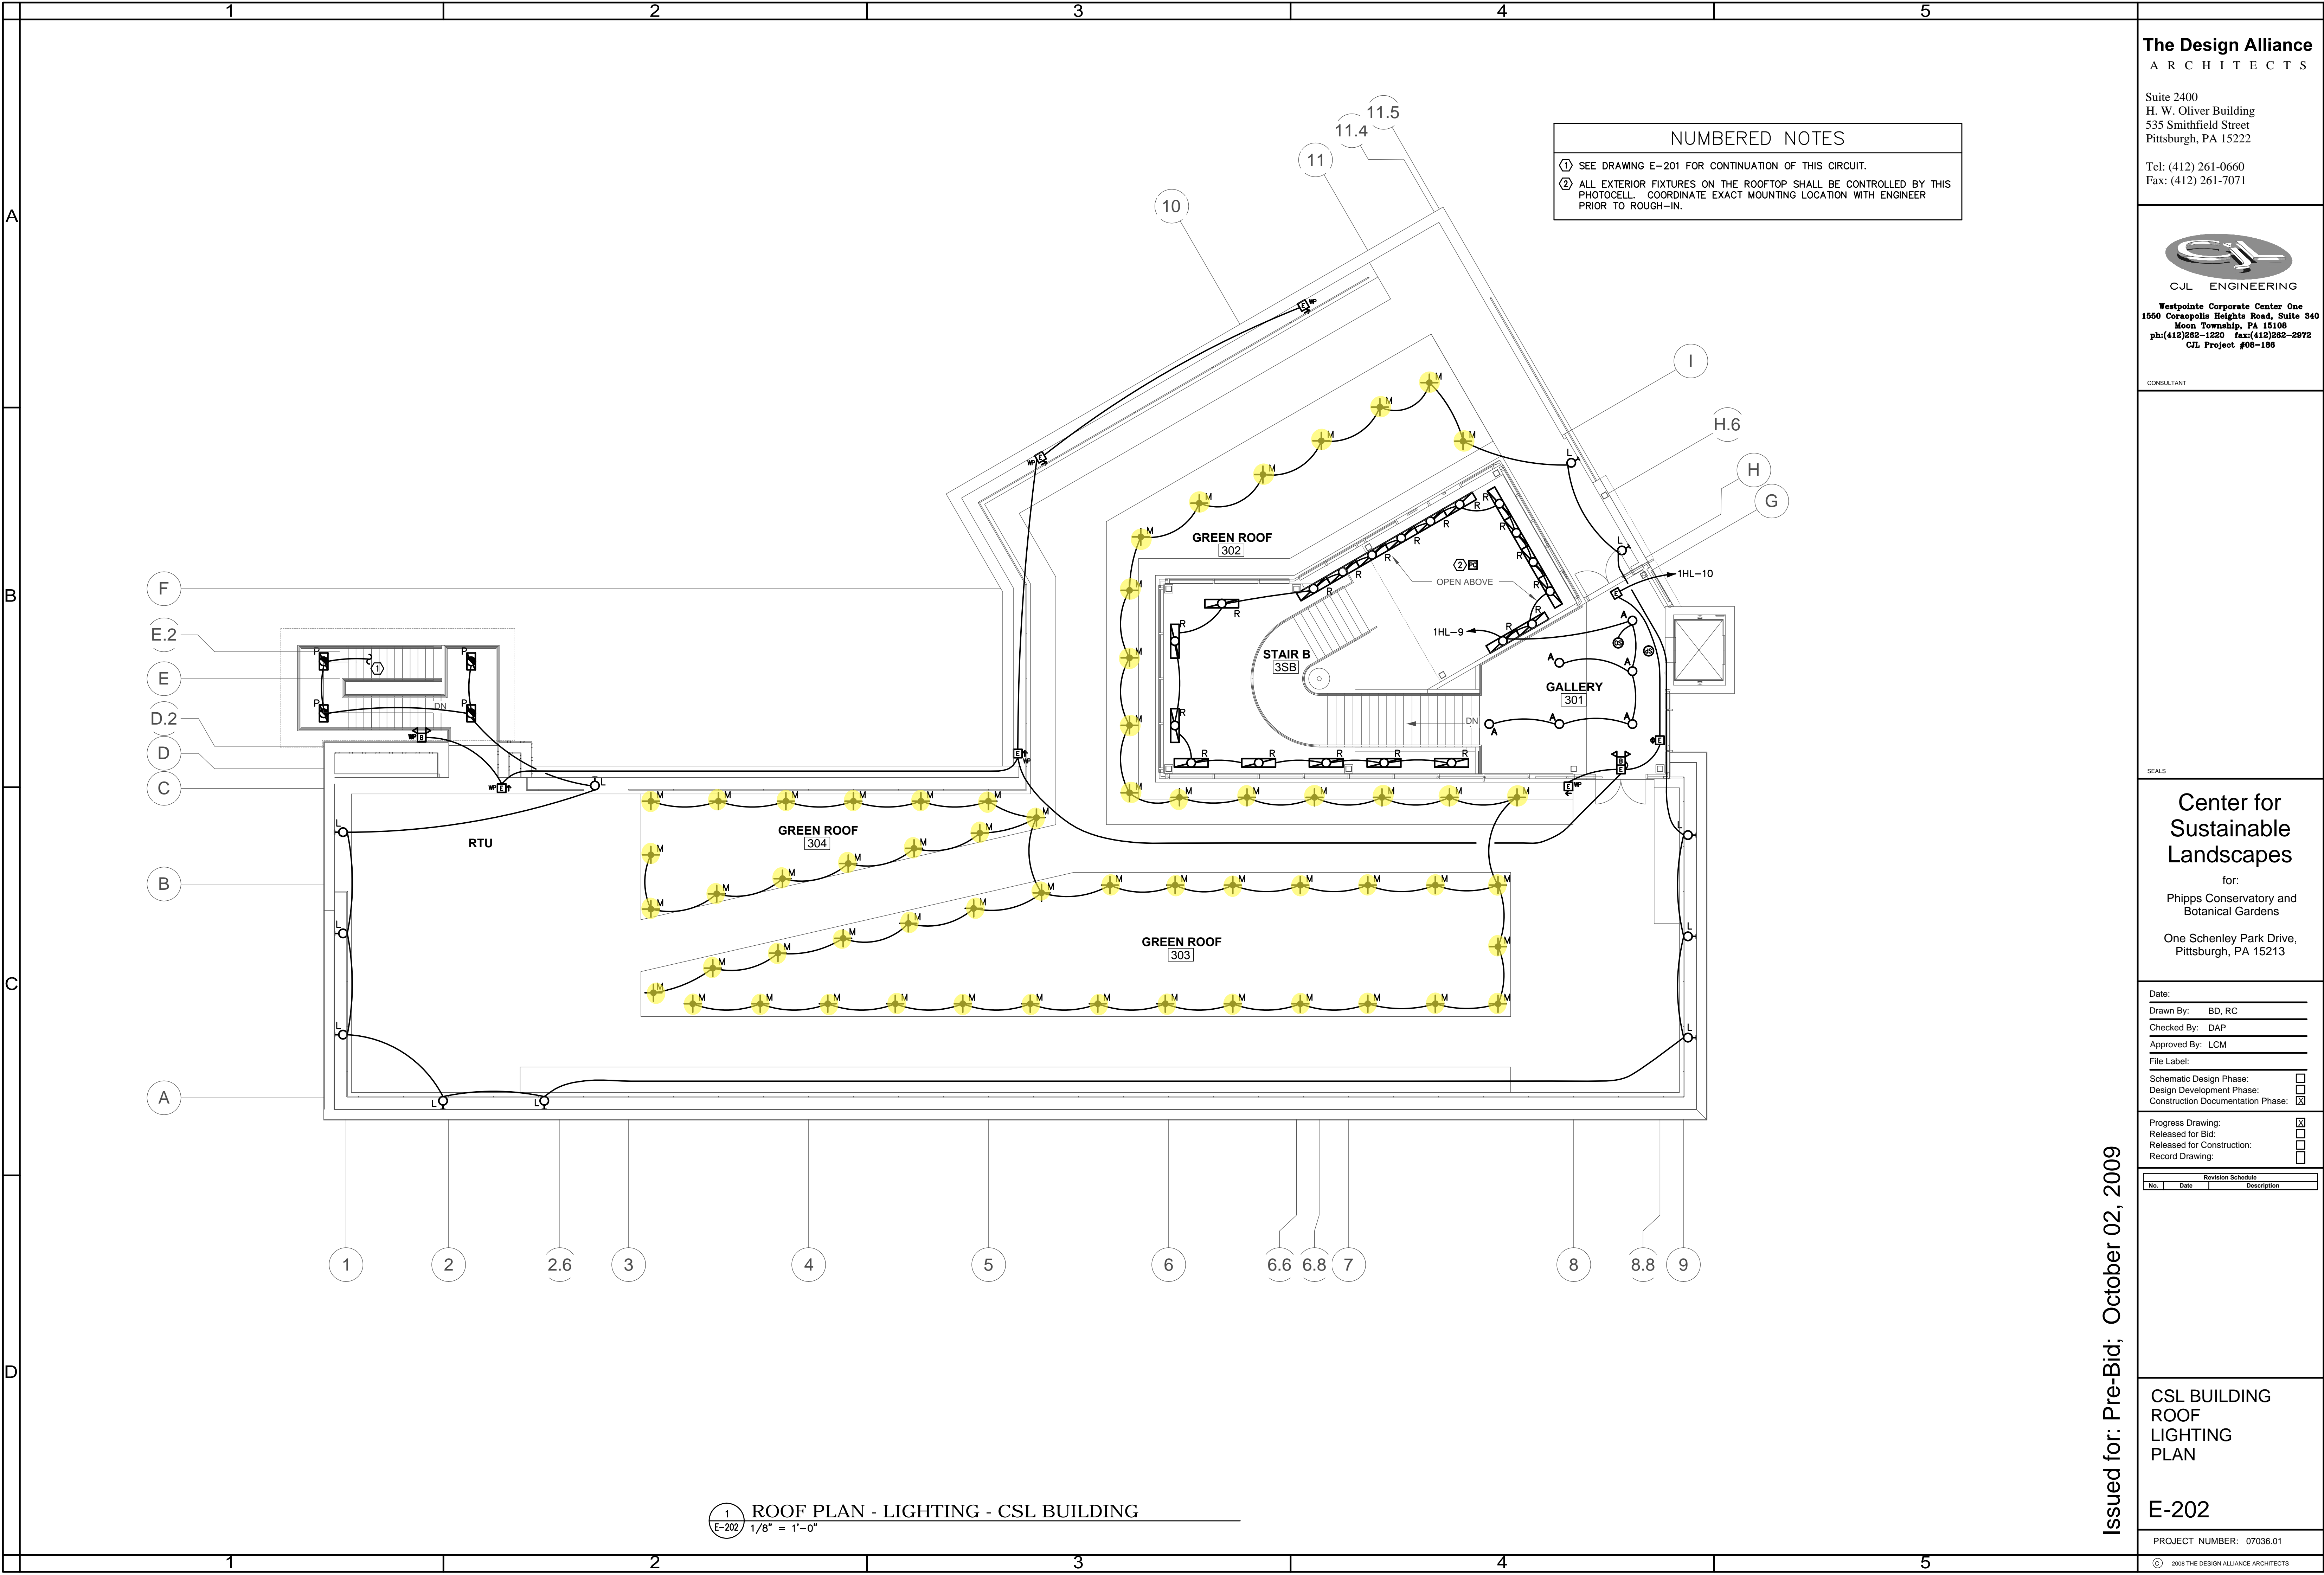 1 2 3 4 5
A
B
C
D
11.5
11.4
11
10
NUMBERED NOTES
1 SEE DRAWING E-201 FOR CONTINUATION OF THIS CIRCUIT.
2 ALL EXTERIOR FIXTURES ON THE ROOFTOP SHALL BE CONTROLLED BY THIS
PHOTOCELL. COORDINATE EXACT MOUNTING LOCATION WITH ENGINEER
PRIOR TO ROUGH-IN.
I
H.6
H
G
F
E.2
E
D.2
D
C
B
A
GREEN ROOF
302
2 PC
OPEN ABOVE
1HL-10
1HL-9
STAIR B
3SB
GALLERY
301
DN
DN
1
RTU
GREEN ROOF
304
GREEN ROOF
303
1 2 2.6 3 4 5 6 6.6 6.8 7 8 8.8 9
1
E-202
ROOF PLAN - LIGHTING - CSL BUILDING
1/8" = 1'-0"
1 2 3 4 5
Issued for: Pre-Bid; October 02, 2009
The Design Alliance
ARCHITECTS
Suite 2400
H. W. Oliver Building
535 Smithfield Street
Pittsburgh, PA 15222
Tel: (412) 261-0660
Fax: (412) 261-7071
CJL
CJL ENGINEERING
Westpointe Corporate Center One
1550 Coraopolis Heights Road, Suite 340
Moon Township, PA 15108
ph:(412)262-1220 fax:(412)262-2972
CJL Project #08-186
CONSULTANT
SEALS
Center for
Sustainable
Landscapes
for:
Phipps Conservatory and
Botanical Gardens
One Schenley Park Drive,
Pittsburgh, PA 15213
Date:
Drawn By: BD, RC
Checked By: DAP
Approved By: LCM
File Label:
Schematic Design Phase:
Design Development Phase:
Construction Documentation Phase: X
Progress Drawing: X
Released for Bid:
Released for Construction:
Record Drawing:
Revision Schedule
No. Date Description
CSL BUILDING
ROOF
LIGHTING
PLAN
E-202
PROJECT NUMBER: 07036.01
© 2008 THE DESIGN ALLIANCE ARCHITECTS